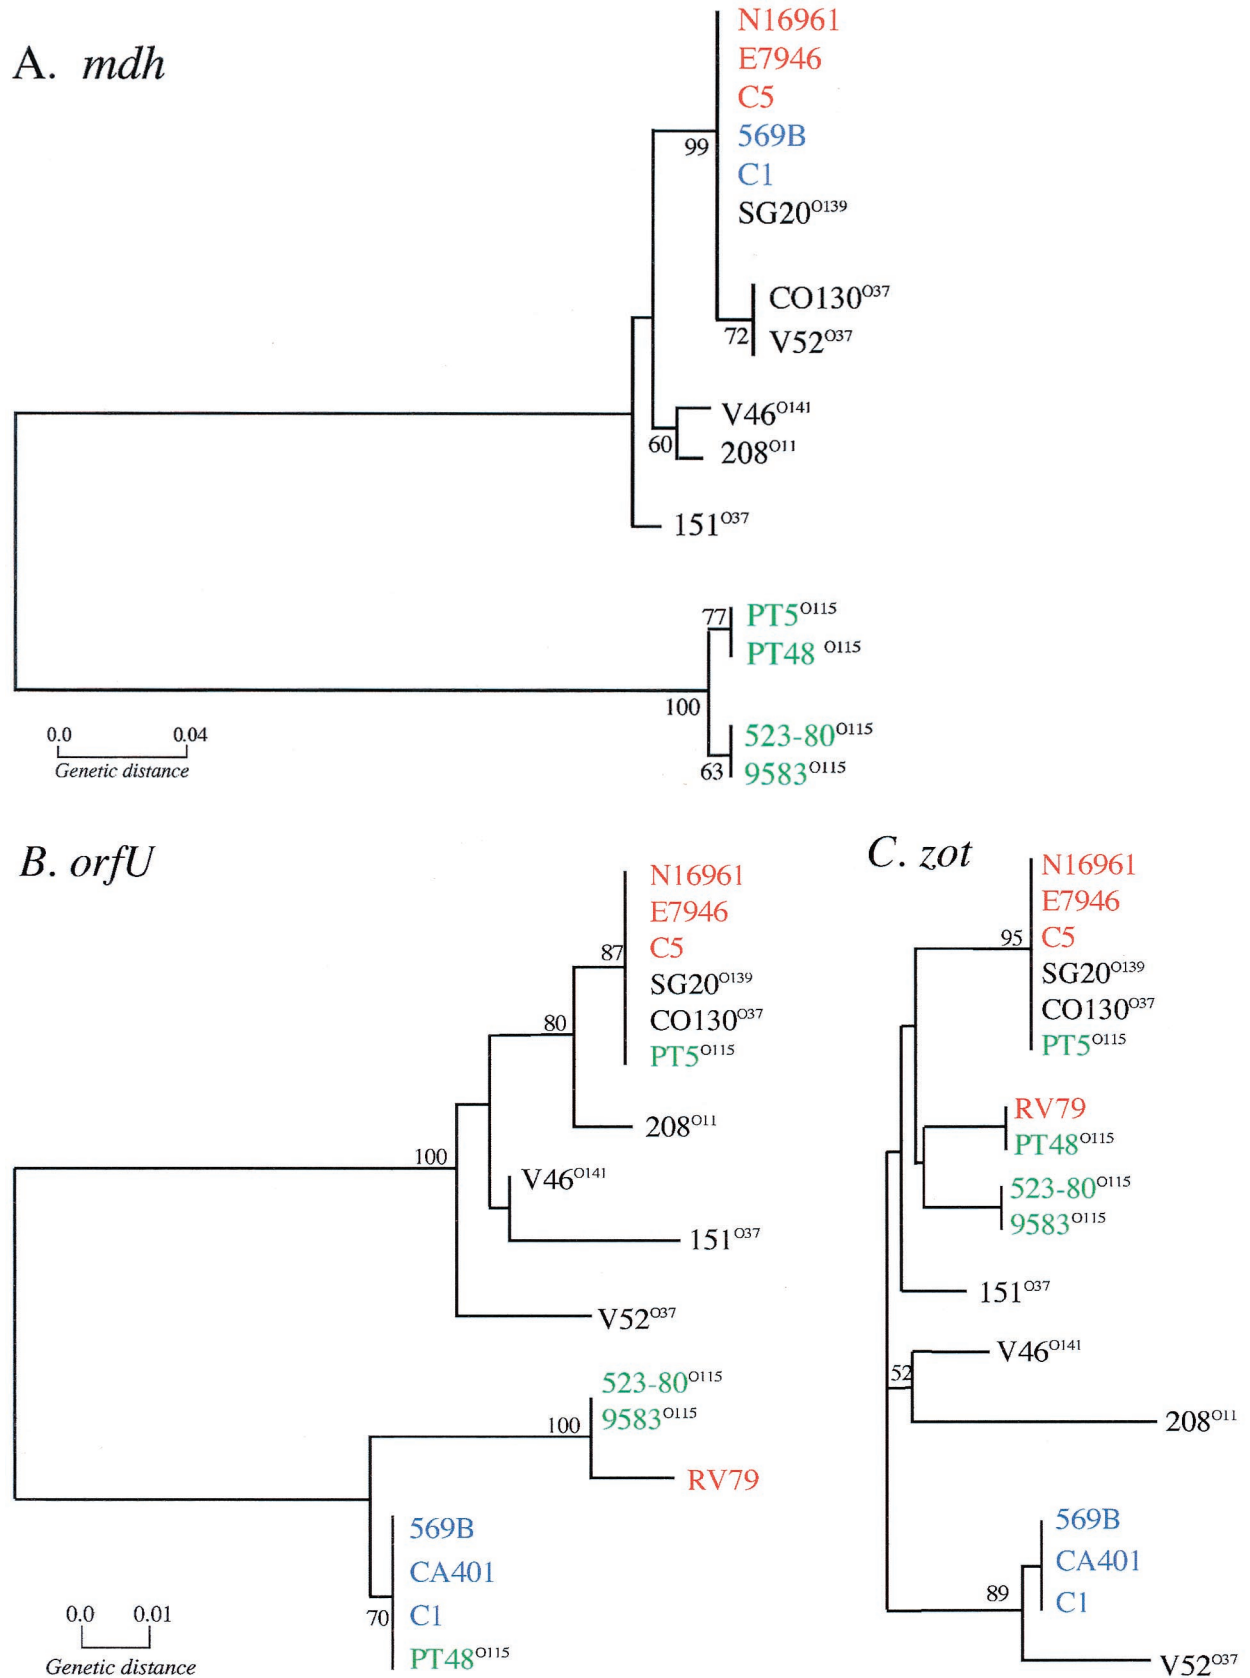 A. mdh
N16961
E7946
C5
569B
C1
SG20O139
99
CO130O37
V52O37
72
V46O141
208O11
60
151O37
PT5O115
PT48 O115
77
100
523-80O115
9583O115
63
0.0 0.04
Genetic distance
B. orfU
N16961
E7946
C5
SG20O139
CO130O37
PT5O115
87
80
208O11
100
V46O141
151O37
V52O37
523-80O115
9583O115
100
RV79
569B
CA401
C1
PT48O115
70
0.0 0.01
Genetic distance
C. zot
N16961
E7946
C5
SG20O139
CO130O37
PT5O115
95
RV79
PT48O115
523-80O115
9583O115
151O37
V46O141
52
208O11
569B
CA401
C1
89
V52O37